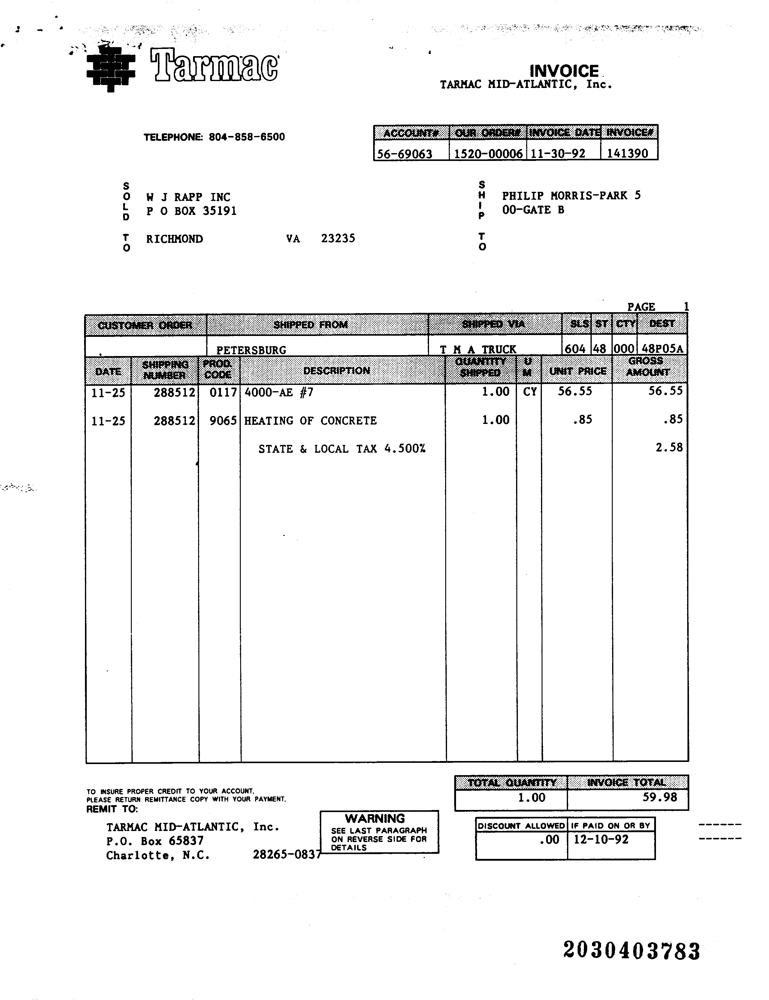 Tarmac
INVOICE
TARMAC MID-ATLANTIC, Inc.
TELEPHONE: 804-858-6500
ACCOUNT# OUR ORDER# INVOICE DATE INVOICE#
56-69063 1520-00006 11-30-92 141390
SOLD TO
W J RAPP INC
P O BOX 35191
RICHMOND VA 23235
SHIP TO
PHILIP MORRIS-PARK 5
00-GATE B
PAGE 1
CUSTOMER ORDER SHIPPED FROM SHIPPED VIA SLS ST CTY DEST
PETERSBURG T M A TRUCK 604 48 000 48P05A
DATE SHIPPING NUMBER PROD. CODE DESCRIPTION QUANTITY SHIPPED U M UNIT PRICE GROSS AMOUNT
11-25 288512 0117 4000-AE #7 1.00 CY 56.55 56.55
11-25 288512 9065 HEATING OF CONCRETE 1.00 .85 .85
STATE & LOCAL TAX 4.500% 2.58
TOTAL QUANTITY INVOICE TOTAL
1.00 59.98
TO INSURE PROPER CREDIT TO YOUR ACCOUNT,
PLEASE RETURN REMITTANCE COPY WITH YOUR PAYMENT.
REMIT TO:
TARMAC MID-ATLANTIC, Inc.
P.O. Box 65837
Charlotte, N.C. 28265-0837
WARNING
SEE LAST PARAGRAPH
ON REVERSE SIDE FOR
DETAILS
DISCOUNT ALLOWED IF PAID ON OR BY
.00 12-10-92
2030403783